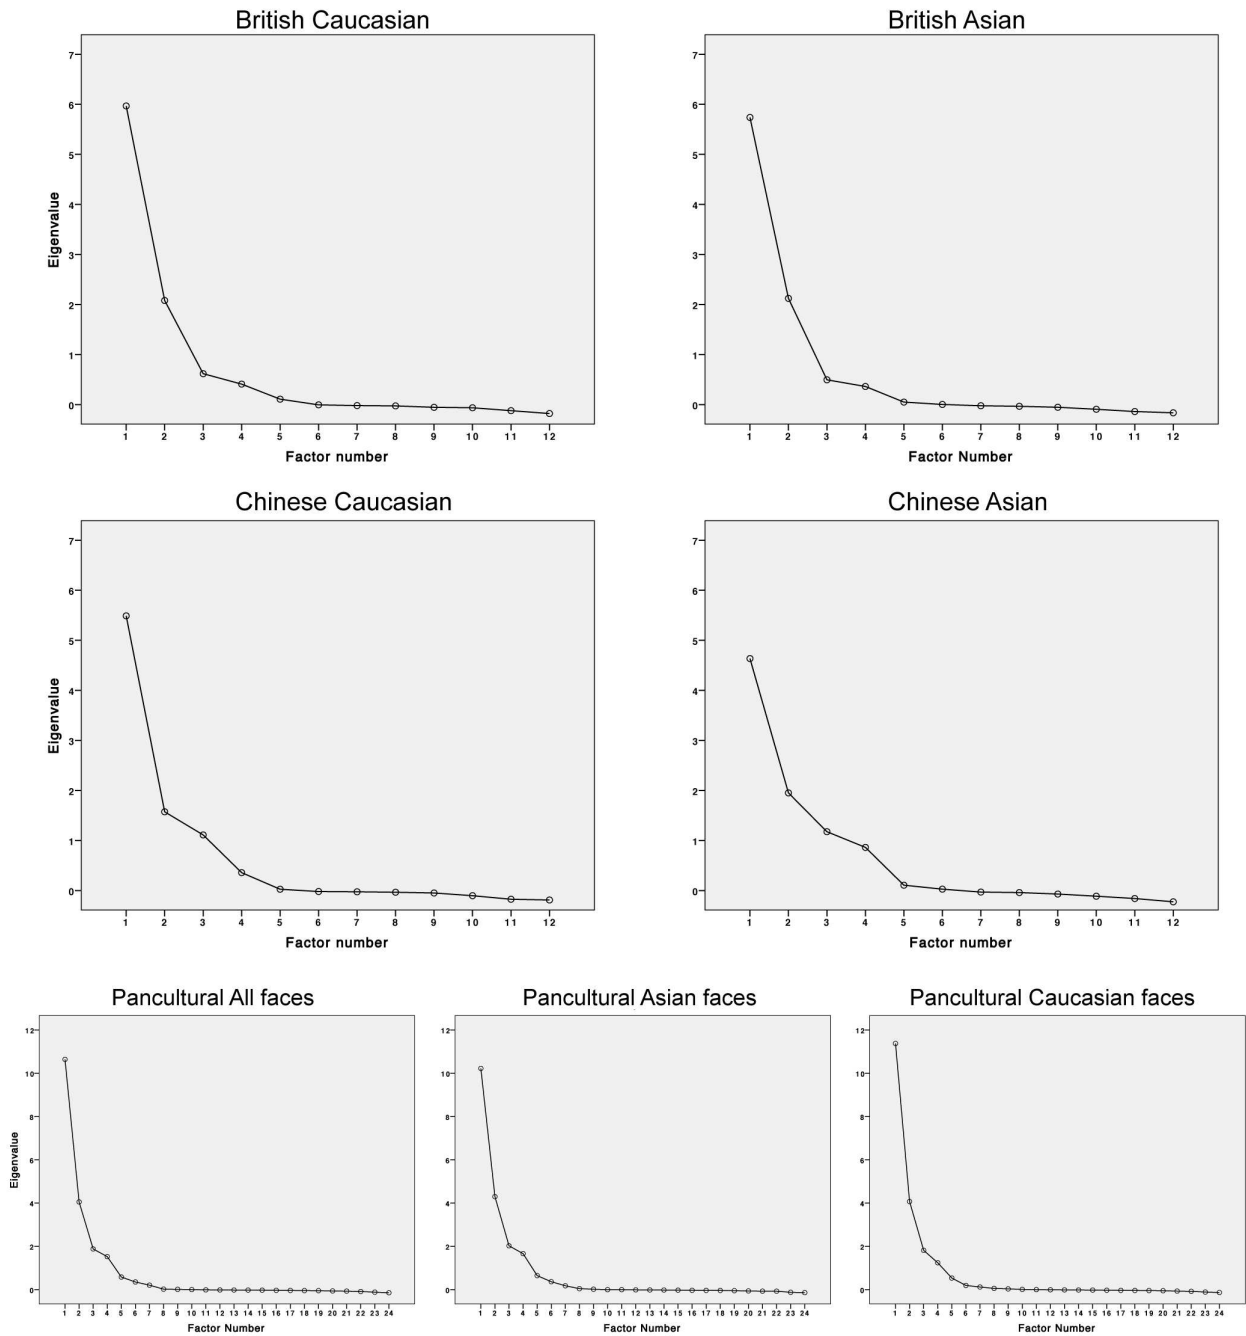 British Caucasian
British Asian
7
6
5
4
3
2
1
0
Eigenvalue
1 2 3 4 5 6 7 8 9 10 11 12
Factor number
7
6
5
4
3
2
1
0
1 2 3 4 5 6 7 8 9 10 11 12
Factor Number
Chinese Caucasian
Chinese Asian
7
6
5
4
3
2
1
0
Eigenvalue
1 2 3 4 5 6 7 8 9 10 11 12
Factor number
7
6
5
4
3
2
1
0
1 2 3 4 5 6 7 8 9 10 11 12
Factor number
Pancultural All faces
Pancultural Asian faces
Pancultural Caucasian faces
12
10
8
6
4
2
0
Eigenvalue
1 2 3 4 5 6 7 8 9 10 11 12 13 14 15 16 17 18 19 20 21 22 23 24
Factor Number
12
10
8
6
4
2
0
1 2 3 4 5 6 7 8 9 10 11 12 13 14 15 16 17 18 19 20 21 22 23 24
Factor Number
12
10
8
6
4
2
0
1 2 3 4 5 6 7 8 9 10 11 12 13 14 15 16 17 18 19 20 21 22 23 24
Factor Number